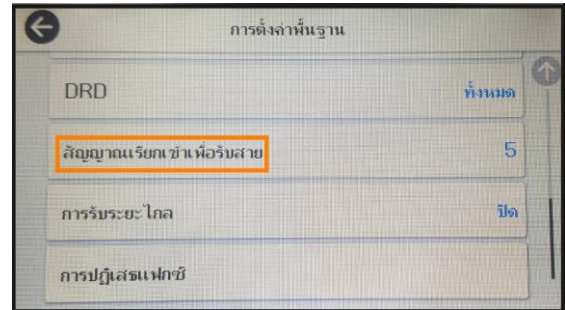 การตั้งค่าพื้นฐาน
DRD
ทั้งหมด
สัญญาณเรียกเข้าเพื่อรับสาย
5
การรับระยะไกล
ปิด
การปฏิเสธแฟกซ์